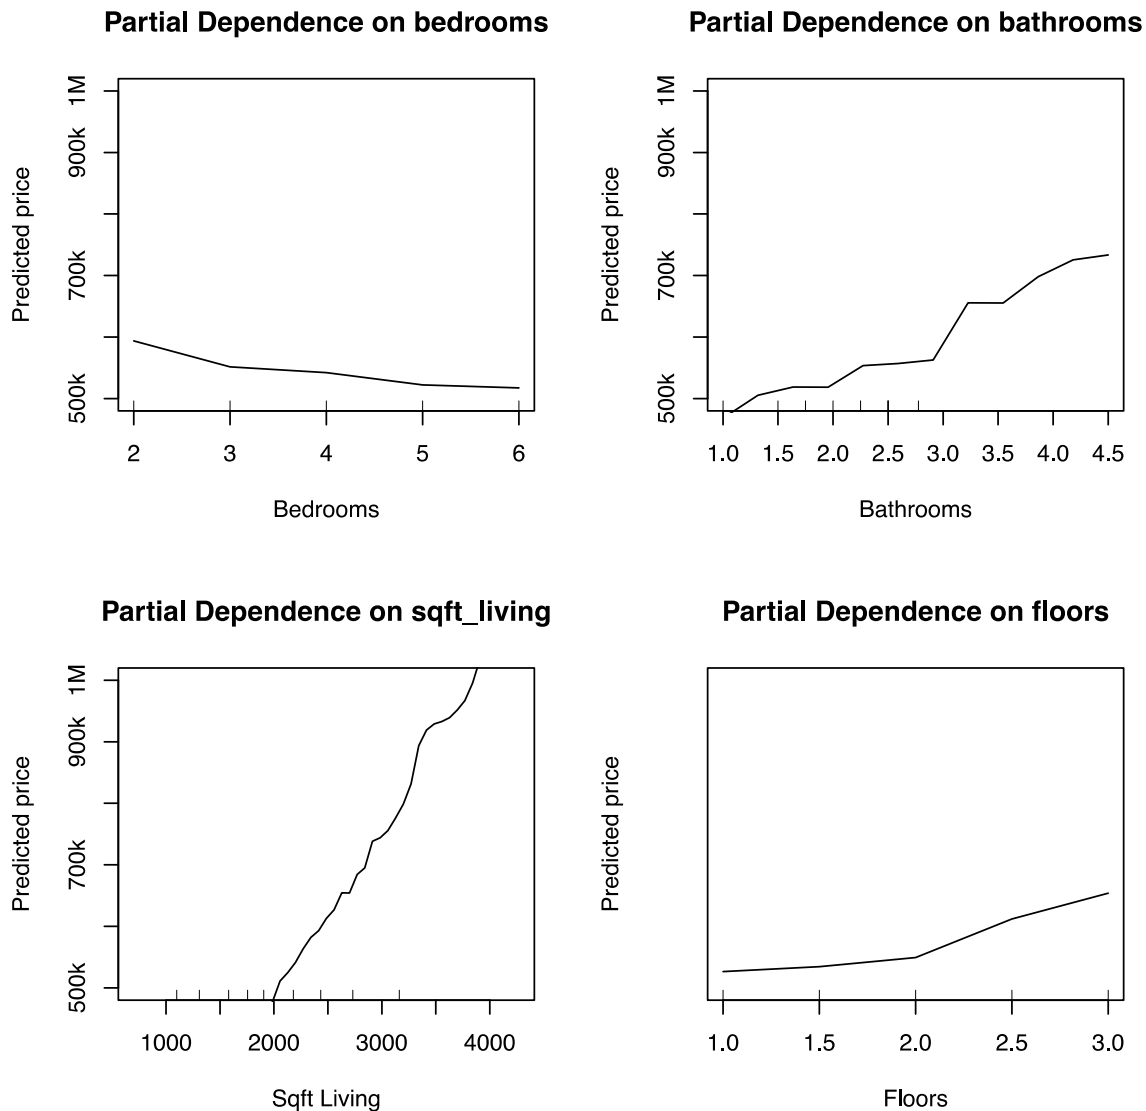 Partial Dependence on bedrooms
Predicted price
1M
900k
700k
500k
2 3 4 5 6
Bedrooms
Partial Dependence on bathrooms
Predicted price
1M
900k
700k
500k
1.0 1.5 2.0 2.5 3.0 3.5 4.0 4.5
Bathrooms
Partial Dependence on sqft_living
Predicted price
1M
900k
700k
500k
1000 2000 3000 4000
Sqft Living
Partial Dependence on floors
Predicted price
1.0 1.5 2.0 2.5 3.0
Floors